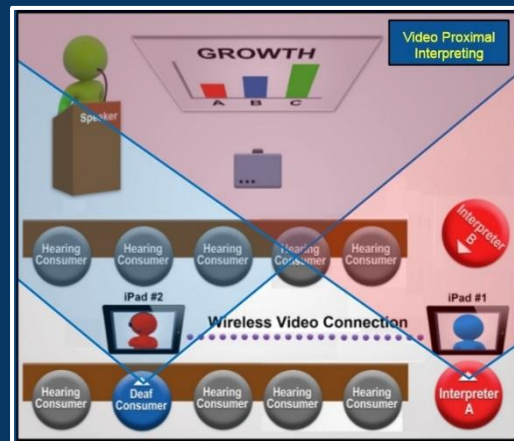 Video Proximal
Interpreting
GROWTH
A B C
Speaker
Hearing
Consumer
Hearing
Consumer
Hearing
Consumer
Hearing
Consumer
Hearing
Consumer
Interpreter
B
iPad #2
iPad #1
Wireless Video Connection
Hearing
Consumer
Deaf
Consumer
Hearing
Consumer
Hearing
Consumer
Hearing
Consumer
Interpreter
A